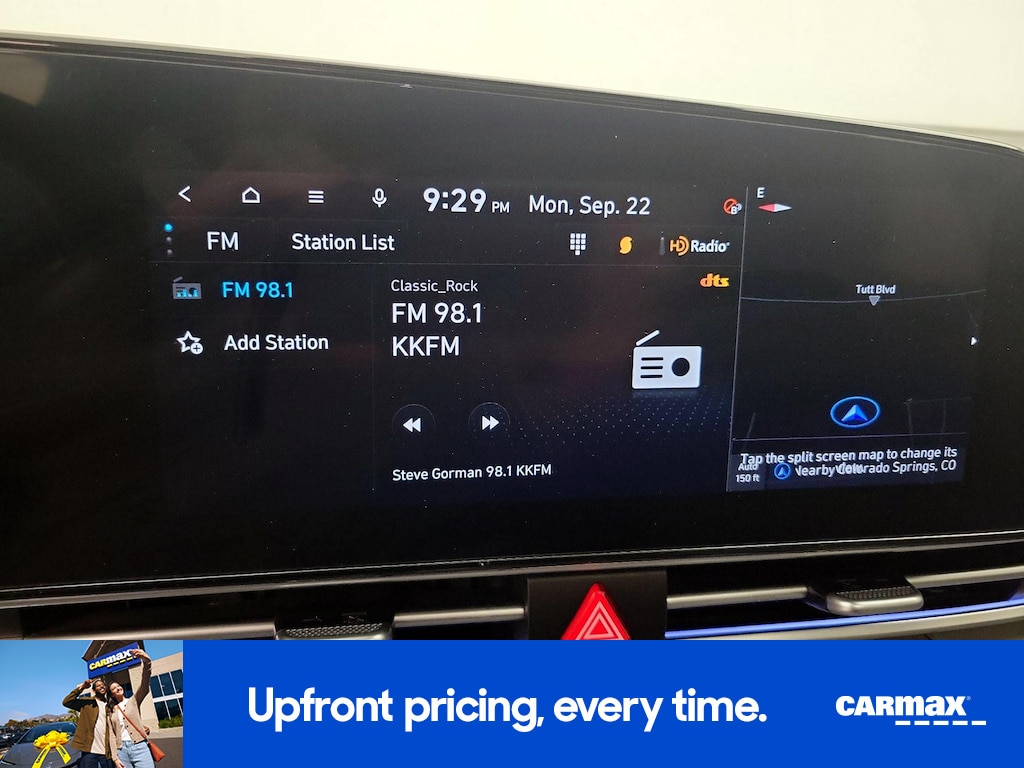 9:29 PM Mon, Sep. 22
E
FM
Station List
HD Radio
FM 98.1
Add Station
Classic_Rock
FM 98.1
KKFM
dts
Steve Gorman 98.1 KKFM
Tutt Blvd
Tap the split screen map to change its
Auto
150 ft
Colorado Springs, CO
CARMAX
Upfront pricing, every time.
CARMAX